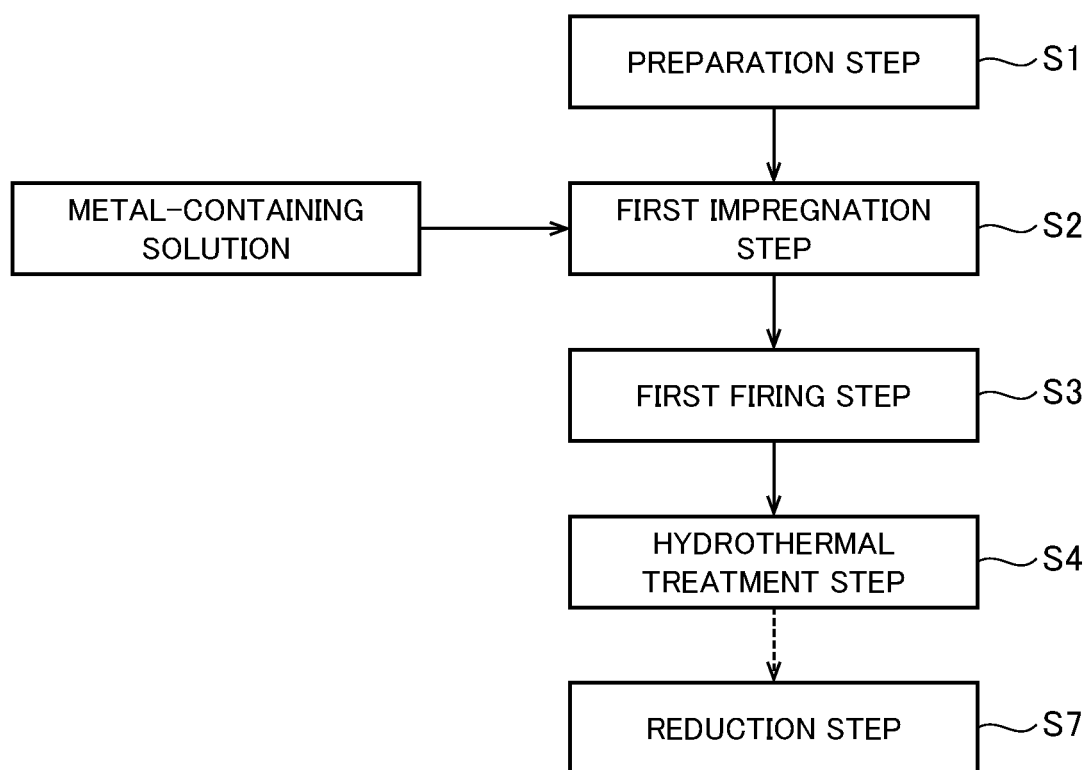 PREPARATION STEP
S1
METAL-CONTAINING
SOLUTION
FIRST IMPREGNATION
STEP
S2
FIRST FIRING STEP
S3
HYDROTHERMAL
TREATMENT STEP
S4
REDUCTION STEP
S7